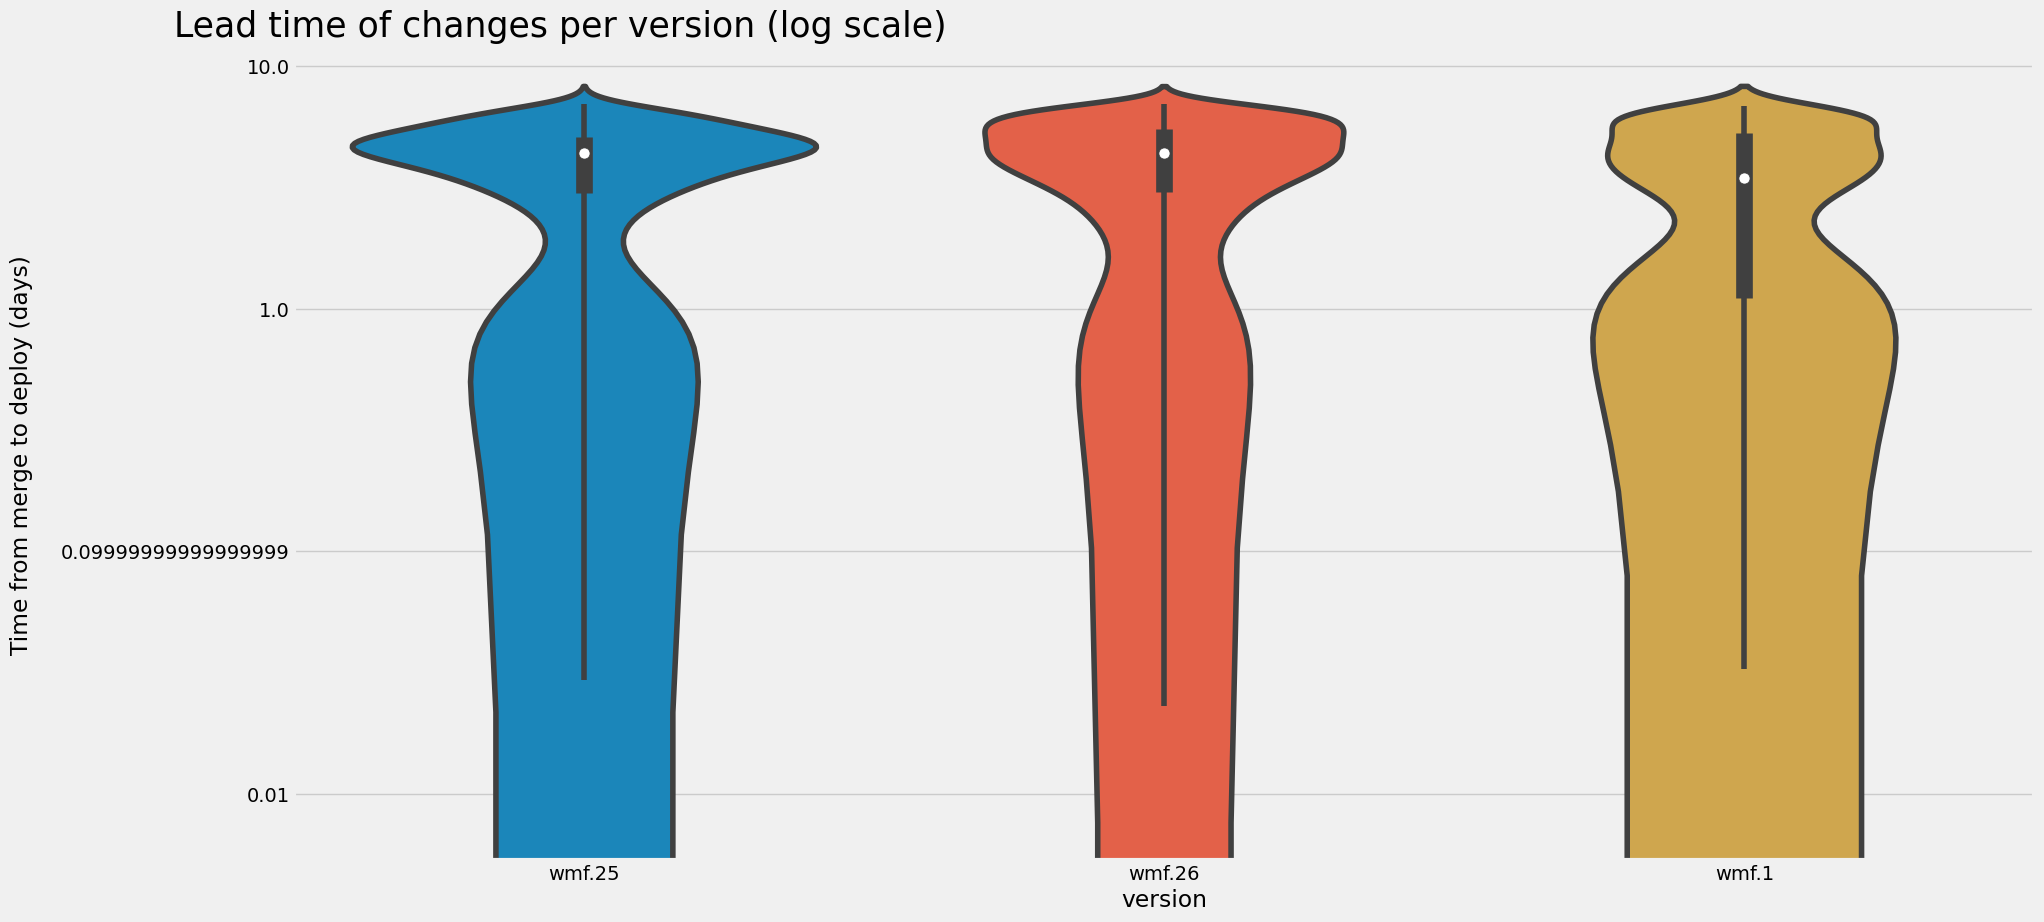 Lead time of changes per version (log scale)
10.0
1.0
0.09999999999999999
0.01
Time from merge to deploy (days)
wmf.25
wmf.26
wmf.1
version